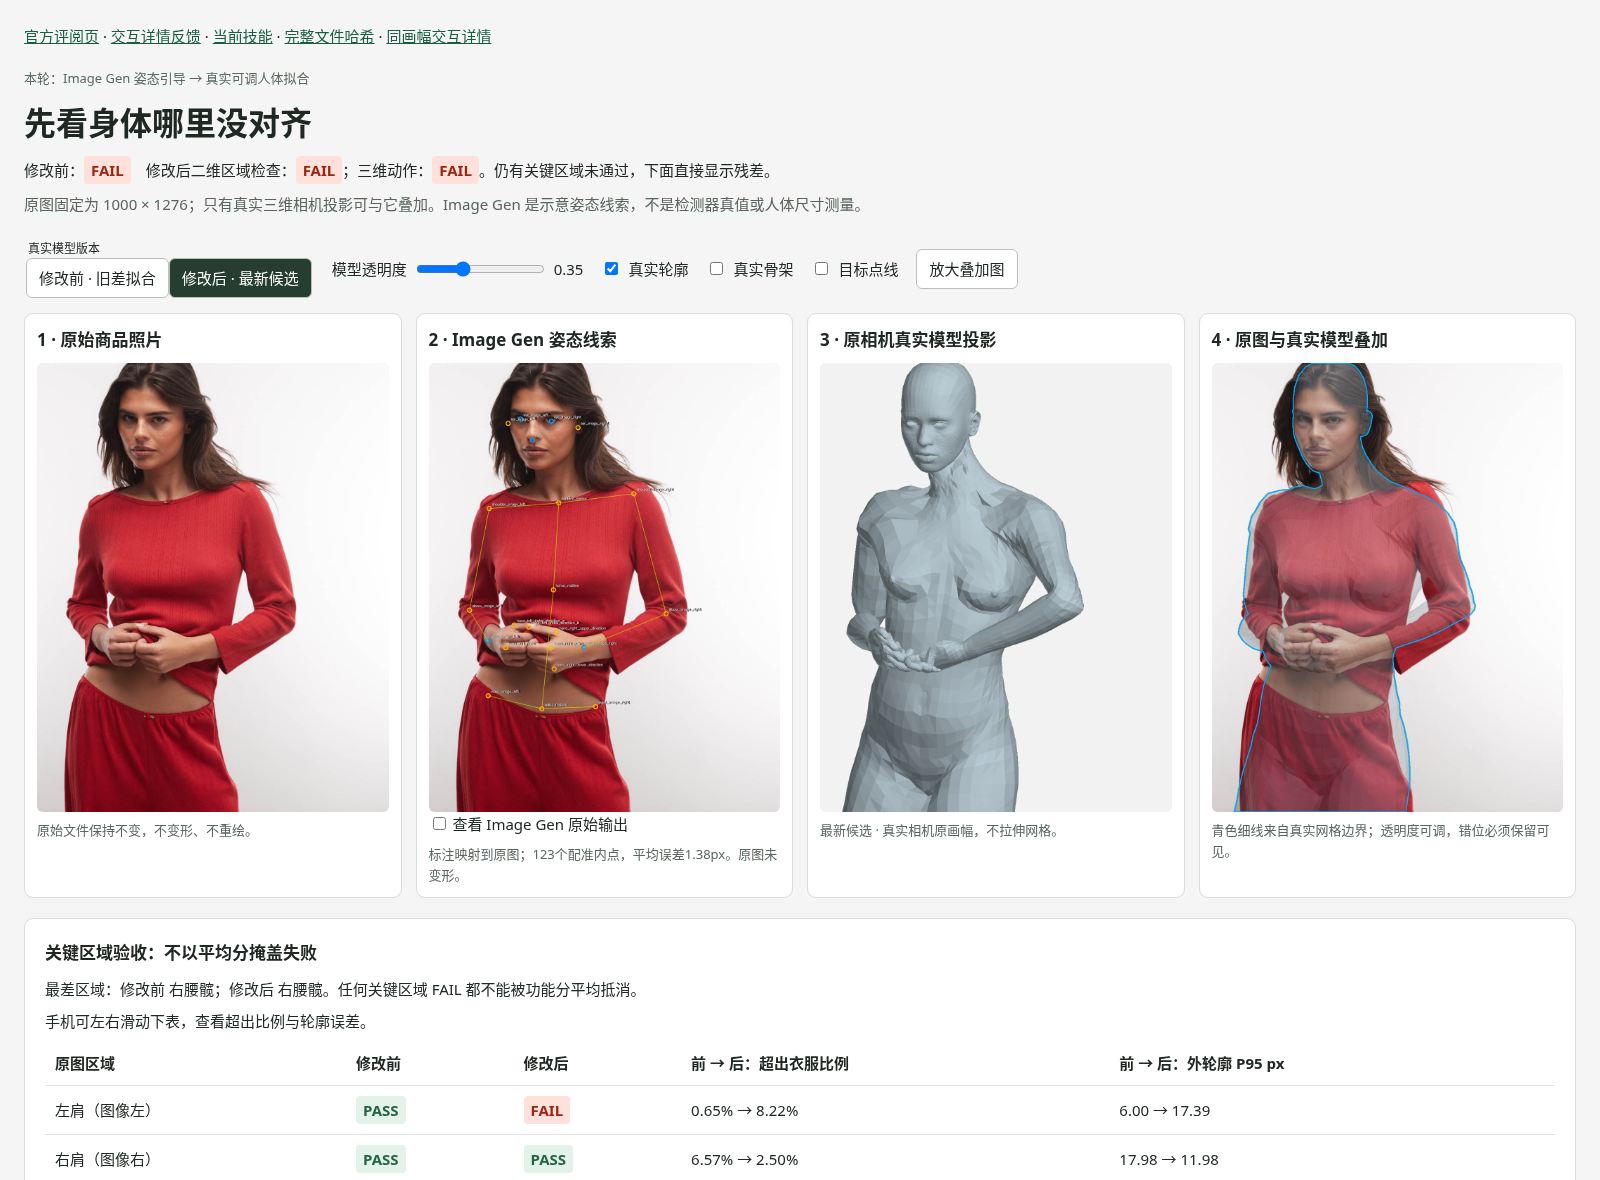 官方评阅页 · 交互详情反馈 · 当前技能 · 完整文件哈希 · 同画幅交互详情
本轮：Image Gen 姿态引导 → 真实可调人体拟合
先看身体哪里没对齐
修改前： FAIL 修改后二维区域检查： FAIL ；三维动作： FAIL 。仍有关键区域未通过，下面直接显示残差。
原图固定为 1000 × 1276；只有真实三维相机投影可与它叠加。Image Gen 是示意姿态线索，不是检测器真值或人体尺寸测量。
真实模型版本
修改前 · 旧差拟合 修改后 · 最新候选 模型透明度 0.35 真实轮廓 真实骨架 目标点线 放大叠加图
1 · 原始商品照片
原始文件保持不变，不变形、不重绘。
2 · Image Gen 姿态线索
查看 Image Gen 原始输出
标注映射到原图；123个配准内点，平均误差1.38px。原图未
变形。
3 · 原相机真实模型投影
最新候选 · 真实相机原画幅，不拉伸网格。
4 · 原图与真实模型叠加
青色细线来自真实网格边界；透明度可调，错位必须保留可
见。
关键区域验收：不以平均分掩盖失败
最差区域：修改前 右腰髋；修改后 右腰髋。任何关键区域 FAIL 都不能被功能分平均抵消。
手机可左右滑动下表，查看超出比例与轮廓误差。
原图区域 修改前 修改后 前 → 后：超出衣服比例 前 → 后：外轮廓 P95 px
左肩（图像左） PASS FAIL 0.65% → 8.22% 6.00 → 17.39
右肩（图像右） PASS PASS 6.57% → 2.50% 17.98 → 11.98